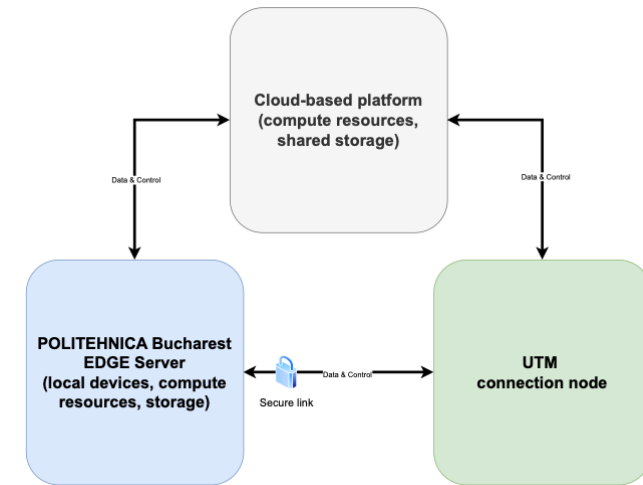 Cloud-based platform
(compute resources,
shared storage)
Data & Control
Data & Control
POLITEHNICA Bucharest
EDGE Server
(local devices, compute
resources, storage)
Data & Control
Secure link
UTM
connection node